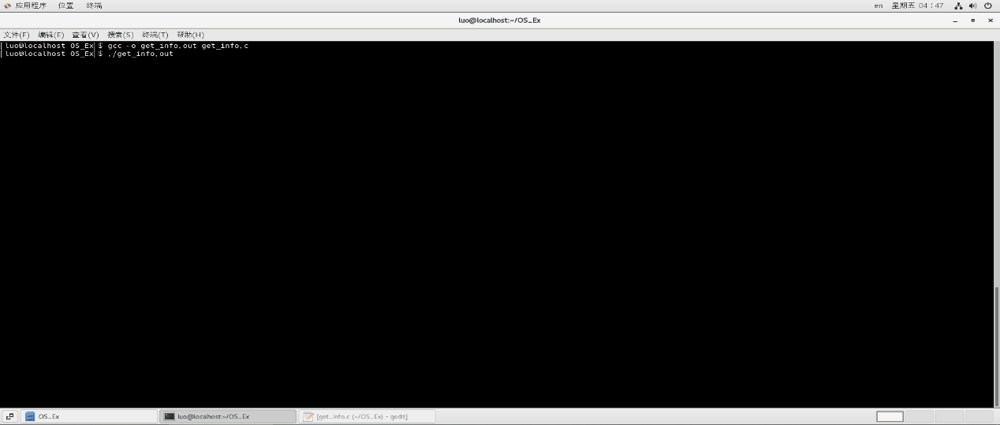 应用程序 位置 终端 en 星期五 04:47
luo@localhost:~/OS_Ex
文件(F) 编辑(E) 查看(V) 搜索(S) 终端(T) 帮助(H)
[luo@localhost OS_Ex]$ gcc -o get_info.out get_info.c
[luo@localhost OS_Ex]$ ./get_info.out
OS_Ex luo@localhost:~/OS_Ex [get_info.c (~/OS_Ex) - gedit]